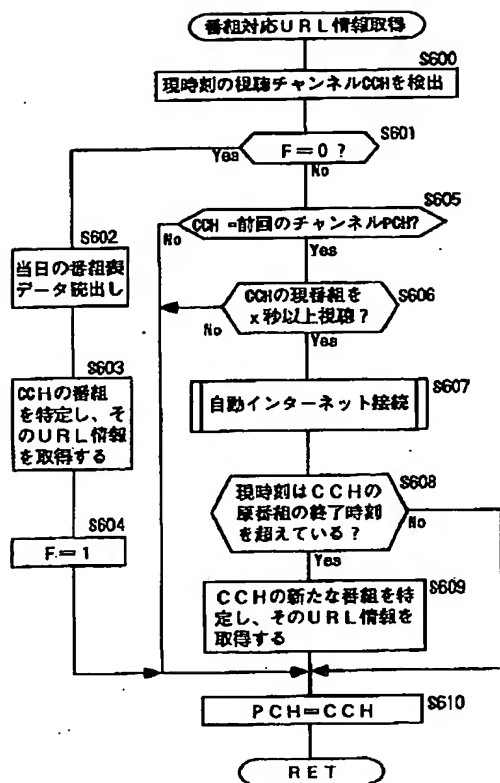 番組対応URL情報取得
S600
現時刻の視聴チャンネルCCHを検出
S601
F=0?
Yes
No
S605
CCH=前回のチャンネルPCH?
No
Yes
S602
当日の番組表
データ読出し
S606
CCHの現番組を
x秒以上視聴?
No
Yes
S603
CCHの番組
を特定し、そ
のURL情報
を取得する
S607
自動インターネット接続
S608
現時刻はCCHの
原番組の終了時刻
を超えている?
No
Yes
S604
F=1
S609
CCHの新たな番組を特
定し、そのURL情報を
取得する
S610
PCH=CCH
RET